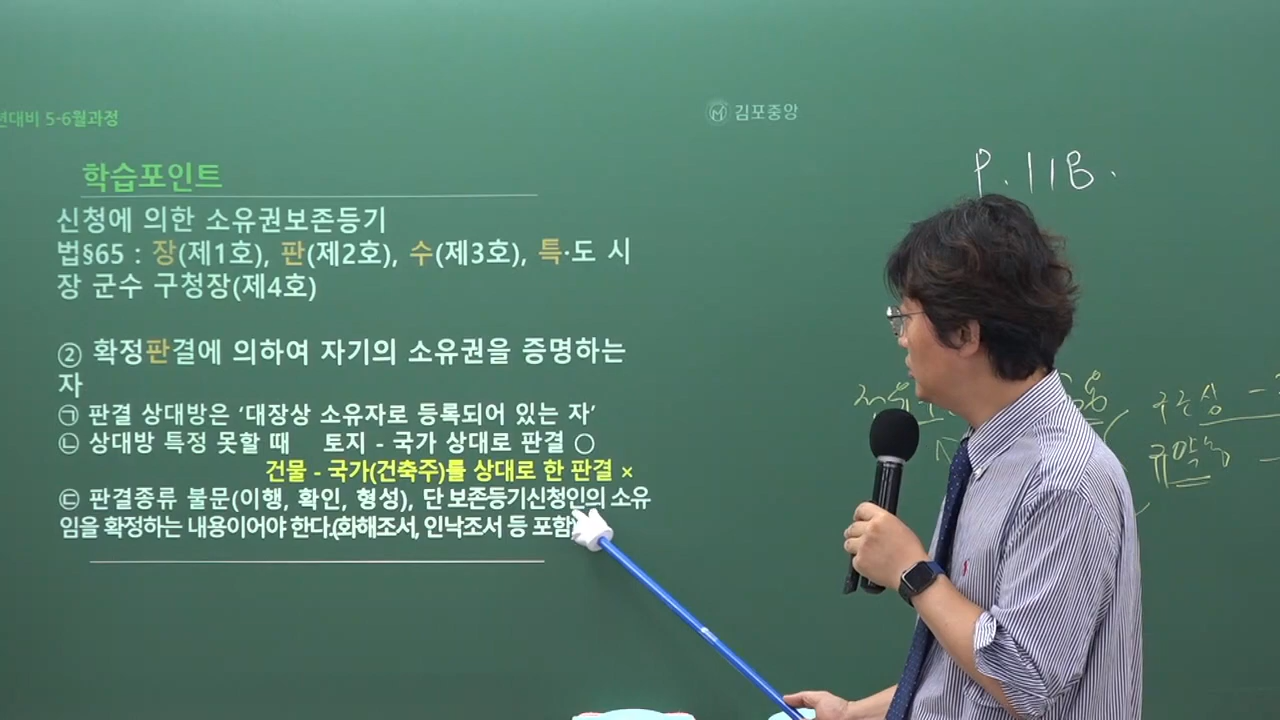 년대비 5-6월과정
김포중앙
학습포인트
신청에 의한 소유권보존등기
법§65 : 장(제1호), 판(제2호), 수(제3호), 특·도 시
장 군수 구청장(제4호)
② 확정판결에 의하여 자기의 소유권을 증명하는
자
㉠ 판결 상대방은 ‘대장상 소유자로 등록되어 있는 자’
㉡ 상대방 특정 못할 때 토지 - 국가 상대로 판결 ○
건물 - 국가(건축주)를 상대로 한 판결 ×
㉢ 판결종류 불문(이행, 확인, 형성), 단 보존등기신청인의 소유
임을 확정하는 내용이어야 한다.(화해조서, 인낙조서 등 포함
P. 118.